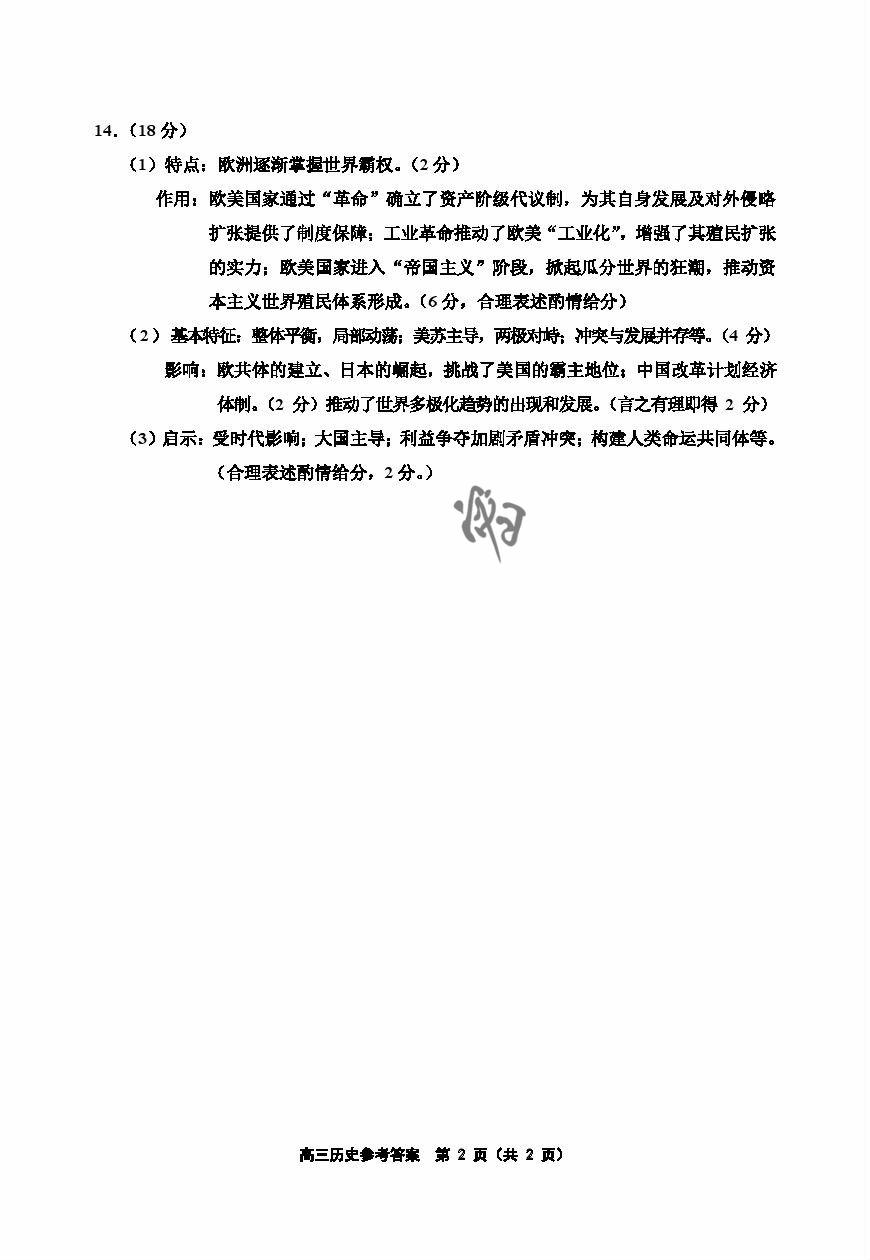 14.（18 分）
（1）特点：欧洲逐渐掌握世界霸权。（2 分）
作用：欧美国家通过“革命”确立了资产阶级代议制，为其自身发展及对外侵略
扩张提供了制度保障；工业革命推动了欧美“工业化”，增强了其殖民扩张
的实力；欧美国家进入“帝国主义”阶段，掀起瓜分世界的狂潮，推动资
本主义世界殖民体系形成。（6 分，合理表述酌情给分）
（2）基本特征：整体平衡，局部动荡；美苏主导，两极对峙；冲突与发展并存等。（4 分）
影响：欧共体的建立、日本的崛起，挑战了美国的霸主地位；中国改革计划经济
体制。（2 分）推动了世界多极化趋势的出现和发展。（言之有理即得 2 分）
（3）启示：受时代影响；大国主导；利益争夺加剧矛盾冲突；构建人类命运共同体等。
（合理表述酌情给分，2 分。）
高三历史参考答案 第 2 页（共 2 页）